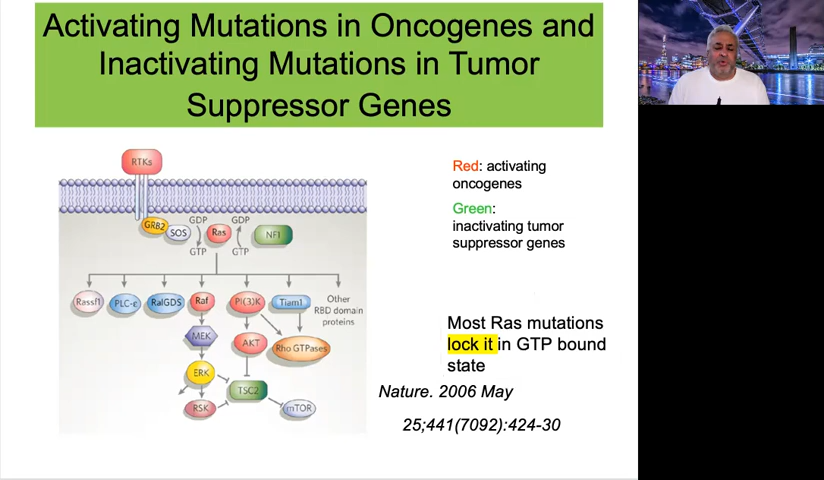 Activating Mutations in Oncogenes and
Inactivating Mutations in Tumor
Suppressor Genes
RTKs
Red: activating
oncogenes
Green:
inactivating tumor
suppressor genes
GRB2
SOS
GDP
GTP
Ras
GDP
GTP
NF1
Rassf1
PLC-ε
RalGDS
Raf
PI(3)K
Tiam1
Other
RBD domain
proteins
Most Ras mutations
lock it in GTP bound
state
MEK
AKT
Rho GTPases
ERK
TSC2
RSK
mTOR
Nature. 2006 May
25;441(7092):424-30